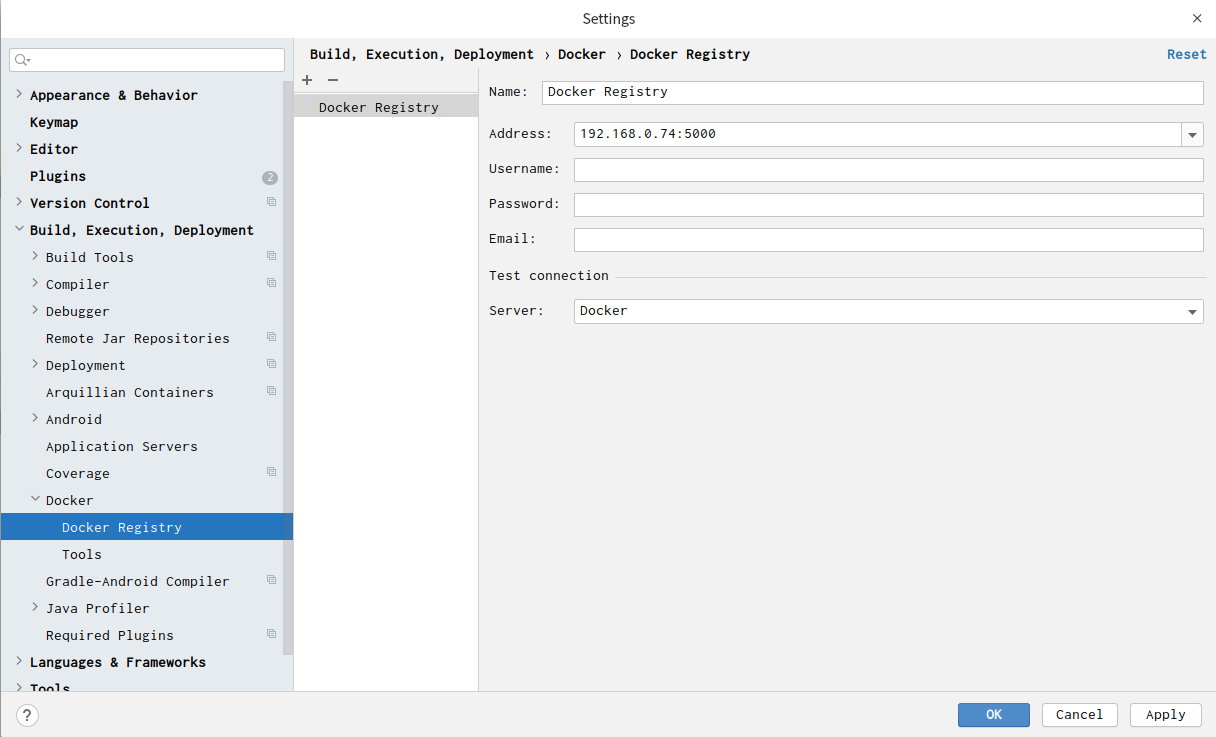 Settings
Build, Execution, Deployment › Docker › Docker Registry
Reset
Appearance & Behavior
Keymap
Editor
Plugins
2
Version Control
Build, Execution, Deployment
Build Tools
Compiler
Debugger
Remote Jar Repositories
Deployment
Arquillian Containers
Android
Application Servers
Coverage
Docker
Docker Registry
Tools
Gradle-Android Compiler
Java Profiler
Required Plugins
Languages & Frameworks
Tools
Docker Registry
Name: Docker Registry
Address: 192.168.0.74:5000
Username:
Password:
Email:
Test connection
Server: Docker
?
OK
Cancel
Apply